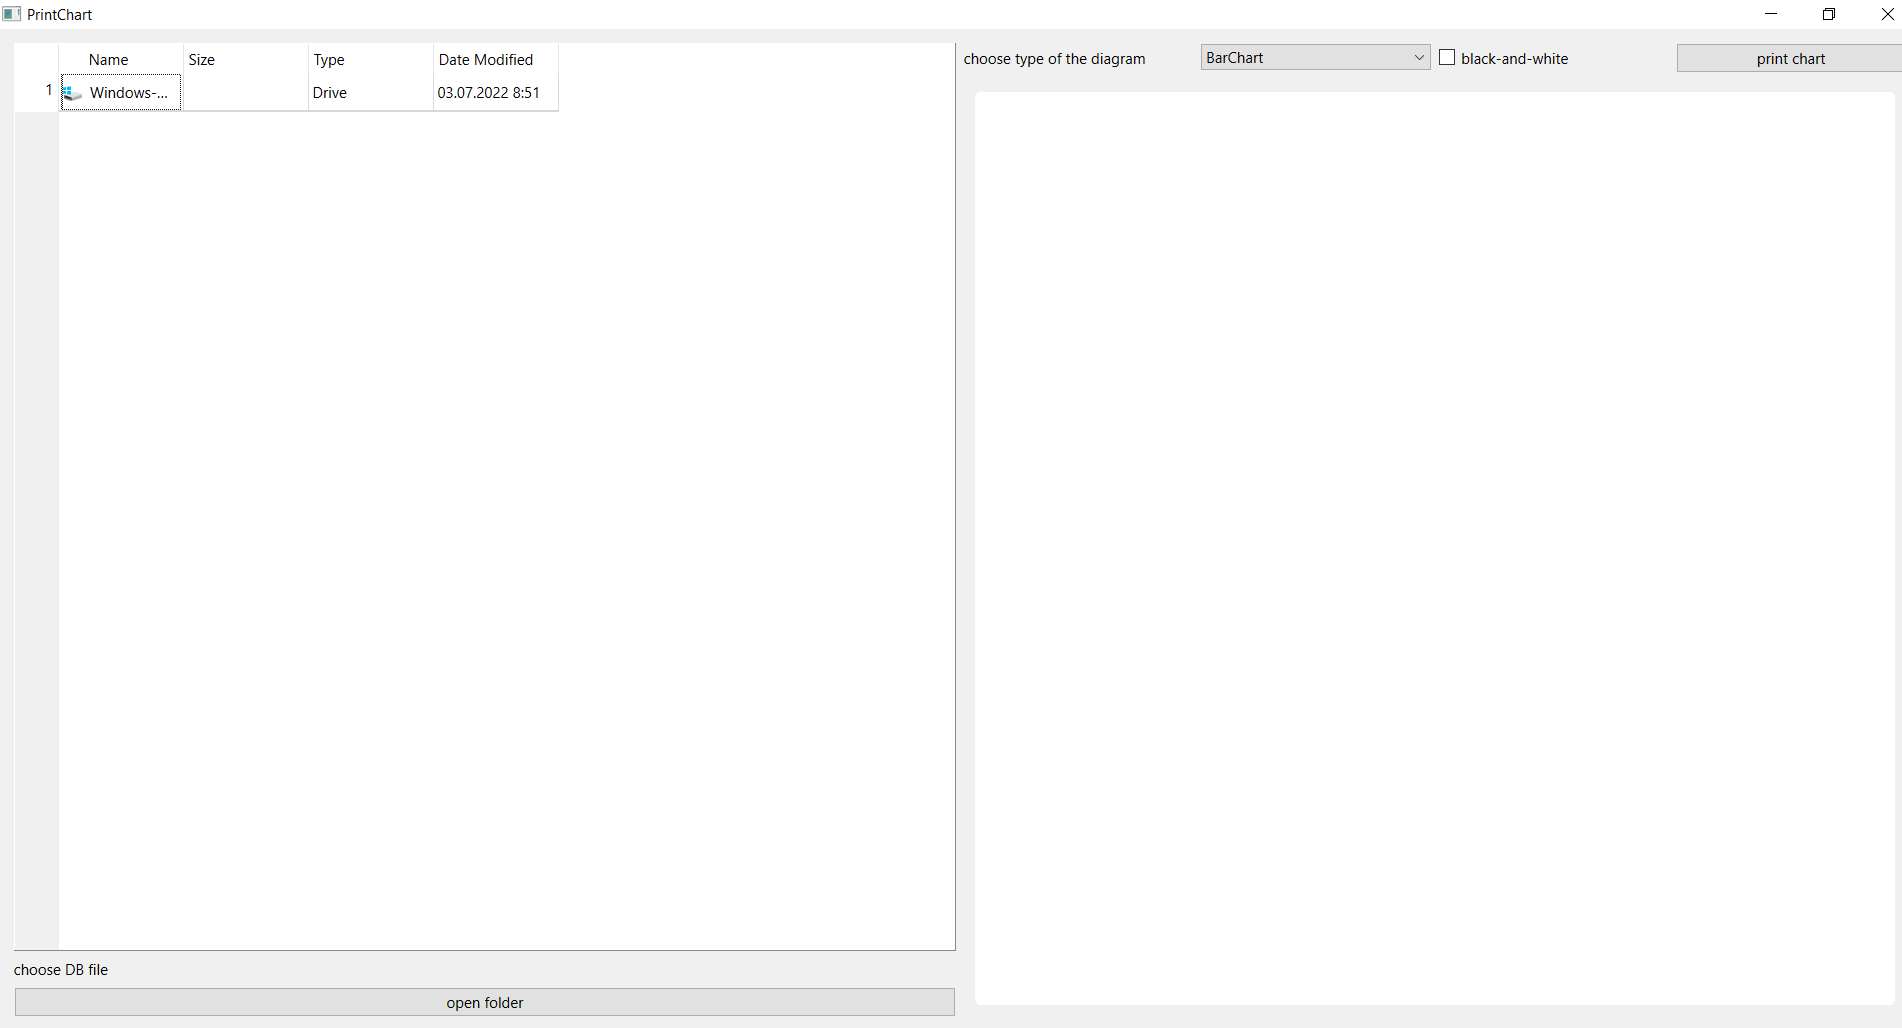 PrintChart
Name Size Type Date Modified
1 Windows-... Drive 03.07.2022 8:51
choose type of the diagram BarChart black-and-white print chart
choose DB file
open folder